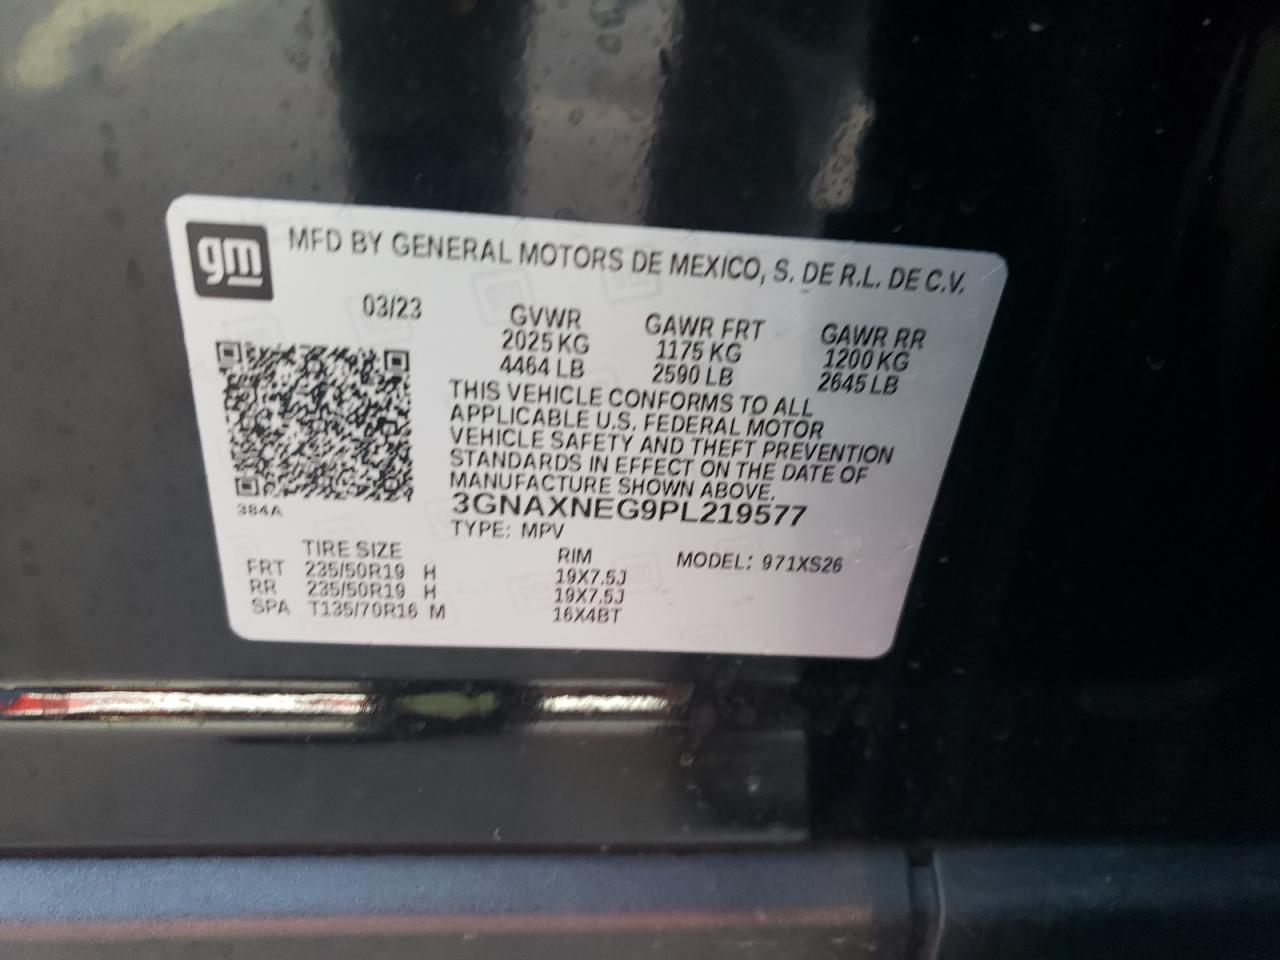 gm
MFD BY GENERAL MOTORS DE MEXICO, S. DE R.L. DE C.V.
03/23
GVWR GAWR FRT GAWR RR
2025 KG 1175 KG 1200 KG
4464 LB 2590 LB 2645 LB
THIS VEHICLE CONFORMS TO ALL
APPLICABLE U.S. FEDERAL MOTOR
VEHICLE SAFETY AND THEFT PREVENTION
STANDARDS IN EFFECT ON THE DATE OF
MANUFACTURE SHOWN ABOVE.
3GNAXNEG9PL219577
384A
TYPE: MPV
TIRE SIZE RIM MODEL: 971XS26
FRT 235/50R19 H 19X7.5J
RR 235/50R19 H 19X7.5J
SPA T135/70R16 M 16X4BT